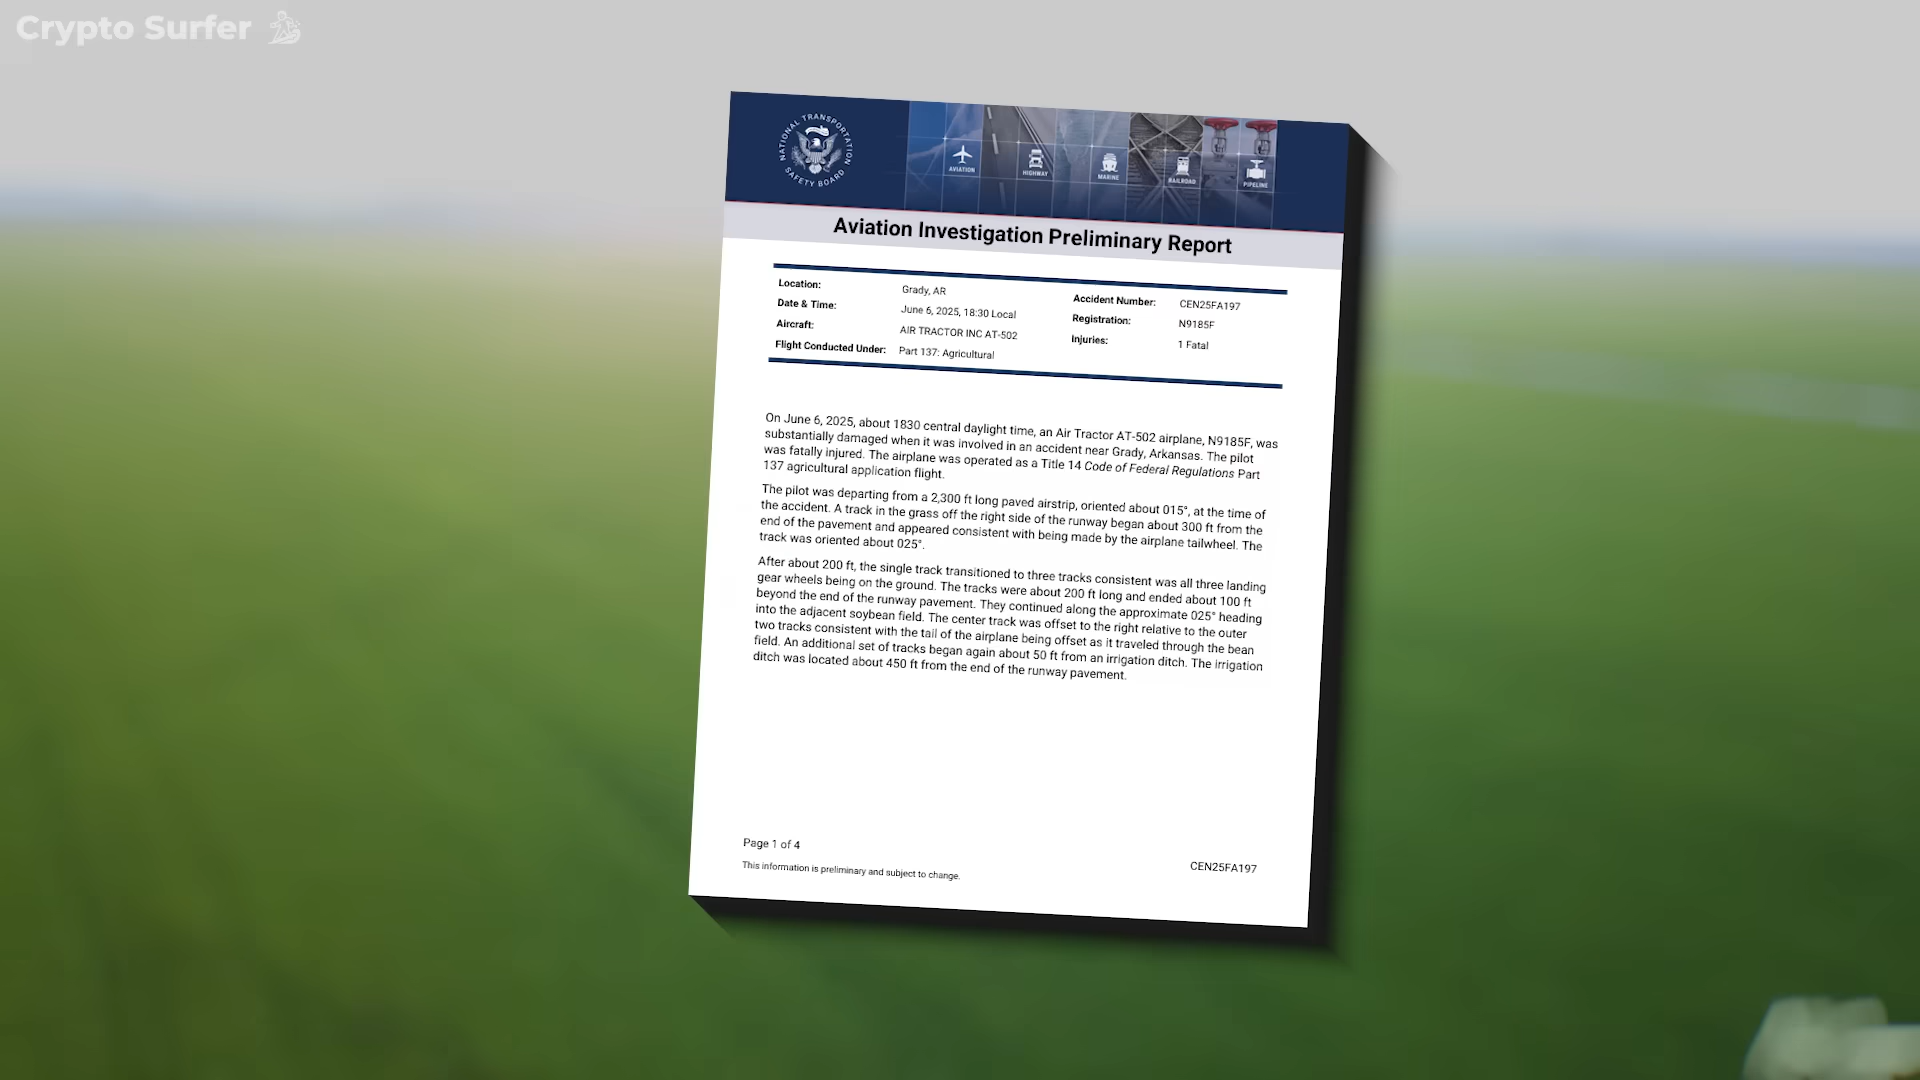 Crypto Surfer
NATIONAL TRANSPORTATION SAFETY BOARD
AVIATION
HIGHWAY
MARINE
RAILROAD
PIPELINE
Aviation Investigation Preliminary Report
Location: Grady, AR Accident Number: CEN25FA197
Date & Time: June 6, 2025, 18:30 Local Registration: N9185F
Aircraft: AIR TRACTOR INC AT-502 Injuries: 1 Fatal
Flight Conducted Under: Part 137: Agricultural
On June 6, 2025, about 1830 central daylight time, an Air Tractor AT-502 airplane, N9185F, was
substantially damaged when it was involved in an accident near Grady, Arkansas. The pilot
was fatally injured. The airplane was operated as a Title 14 Code of Federal Regulations Part
137 agricultural application flight.
The pilot was departing from a 2,300 ft long paved airstrip, oriented about 015°, at the time of
the accident. A track in the grass off the right side of the runway began about 300 ft from the
end of the pavement and appeared consistent with being made by the airplane tailwheel. The
track was oriented about 025°.
After about 200 ft, the single track transitioned to three tracks consistent was all three landing
gear wheels being on the ground. The tracks were about 200 ft long and ended about 100 ft
beyond the end of the runway pavement. They continued along the approximate 025° heading
into the adjacent soybean field. The center track was offset to the right relative to the outer
two tracks consistent with the tail of the airplane being offset as it traveled through the bean
field. An additional set of tracks began again about 50 ft from an irrigation ditch. The irrigation
ditch was located about 450 ft from the end of the runway pavement.
Page 1 of 4
This information is preliminary and subject to change.
CEN25FA197